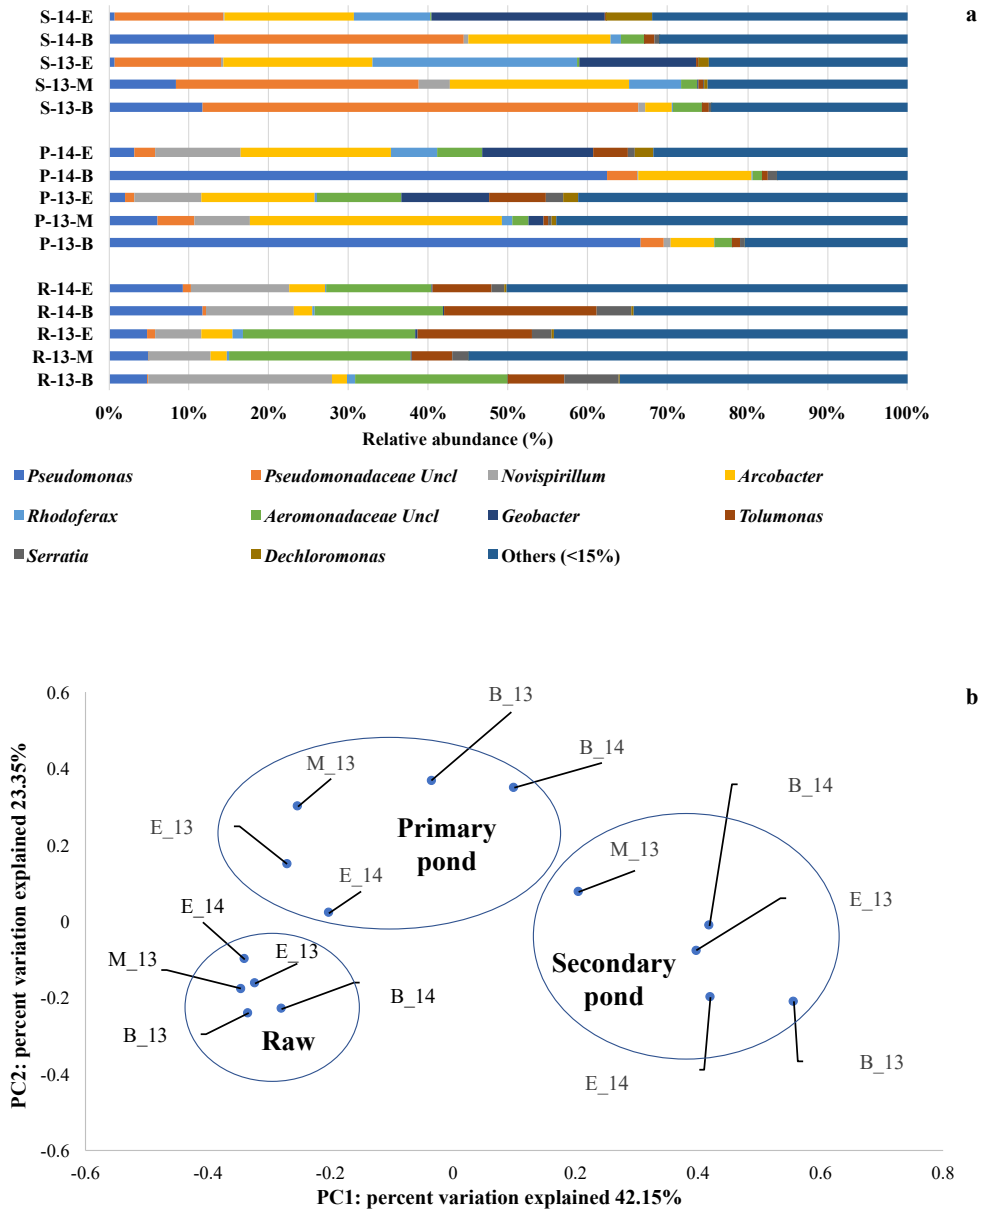 a
S-14-E
S-14-B
S-13-E
S-13-M
S-13-B
P-14-E
P-14-B
P-13-E
P-13-M
P-13-B
R-14-E
R-14-B
R-13-E
R-13-M
R-13-B
0% 10% 20% 30% 40% 50% 60% 70% 80% 90% 100%
Relative abundance (%)
Pseudomonas Pseudomonadaceae Uncl Novispirillum Arcobacter
Rhodoferax Aeromonadaceae Uncl Geobacter Tolumonas
Serratia Dechloromonas Others (<15%)
b
PC2: percent variation explained 23.35%
0.6
0.4
0.2
0
-0.2
-0.4
-0.6
B_13
B_14
M_13
E_13
E_14
Primary
pond
B_14
M_13
E_13
Secondary
pond
E_14
B_13
E_14
M_13
E_13
B_13
B_14
Raw
-0.6 -0.4 -0.2 0 0.2 0.4 0.6 0.8
PC1: percent variation explained 42.15%